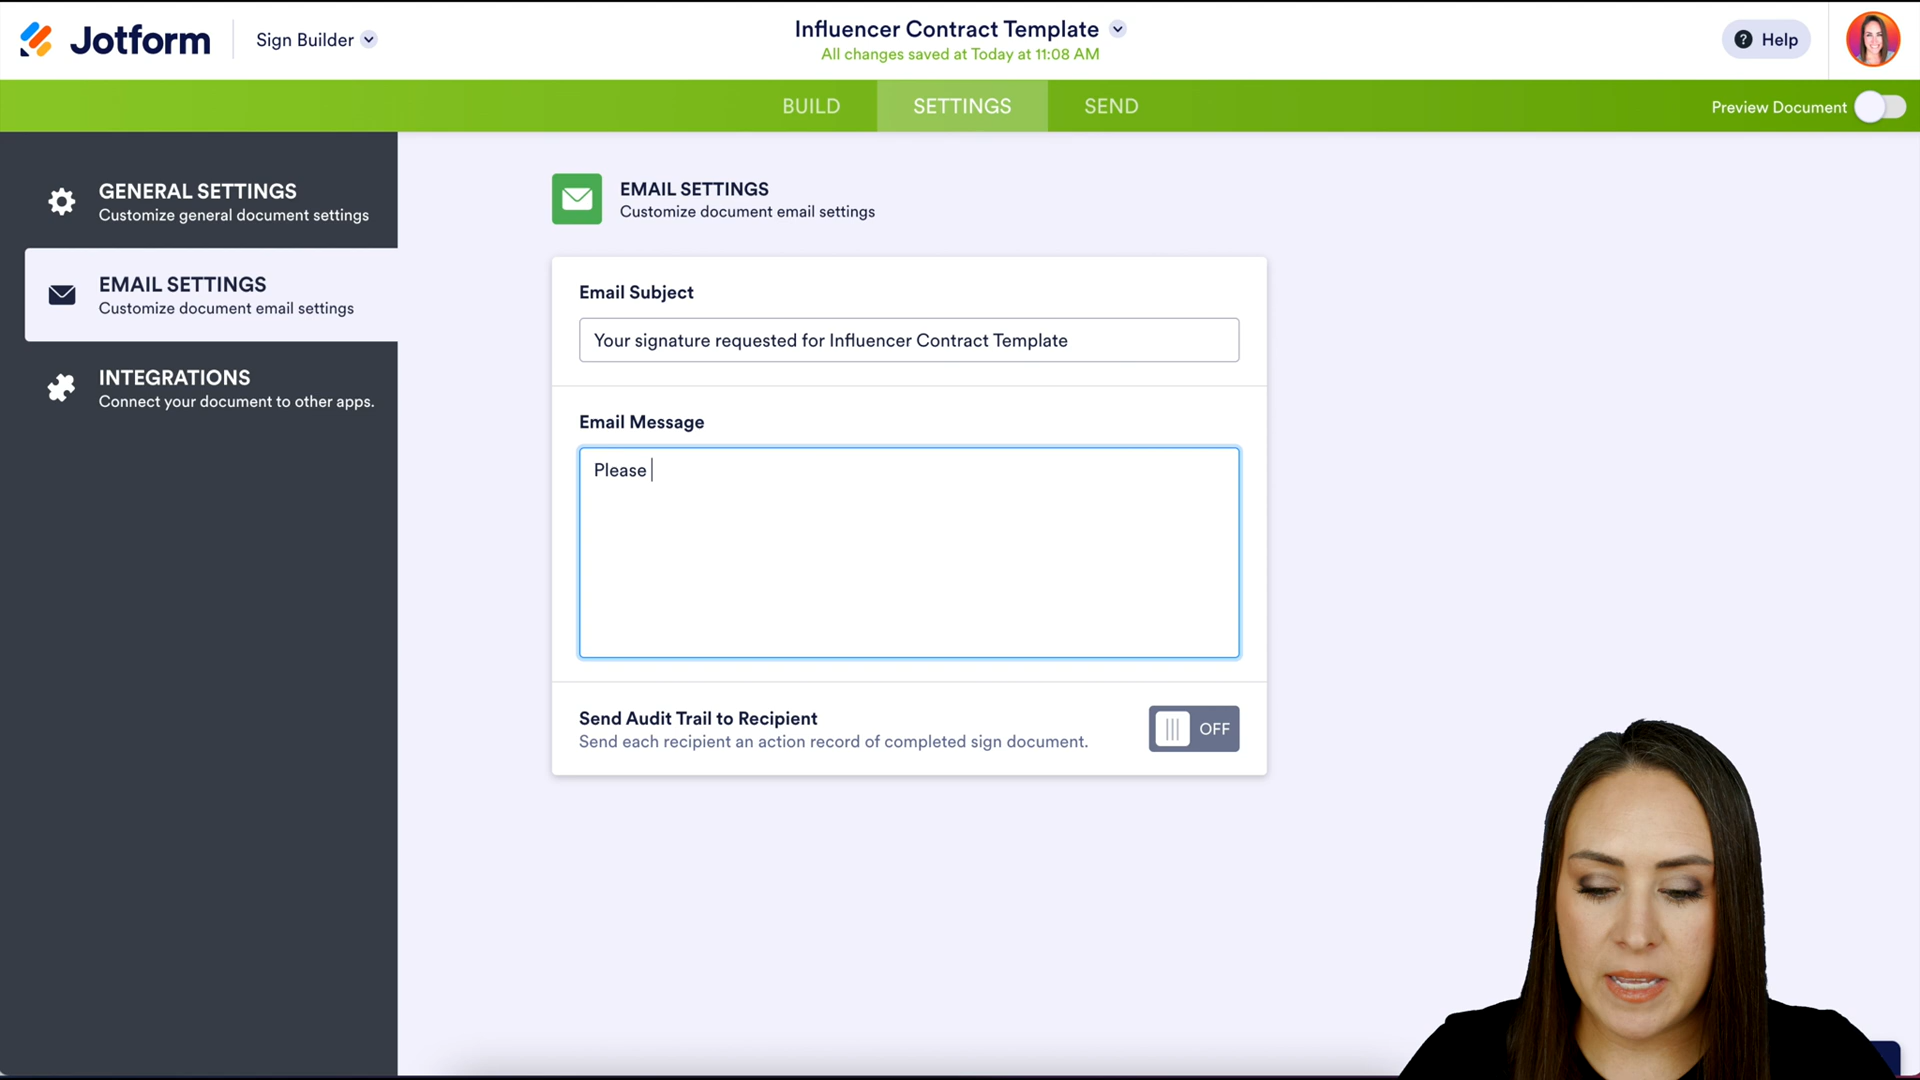 Jotform
Sign Builder
Influencer Contract Template
All changes saved at Today at 11:08 AM
Help
BUILD
SETTINGS
SEND
Preview Document
GENERAL SETTINGS
Customize general document settings
EMAIL SETTINGS
Customize document email settings
INTEGRATIONS
Connect your document to other apps.
EMAIL SETTINGS
Customize document email settings
Email Subject
Your signature requested for Influencer Contract Template
Email Message
Please
Send Audit Trail to Recipient
Send each recipient an action record of completed sign document.
OFF